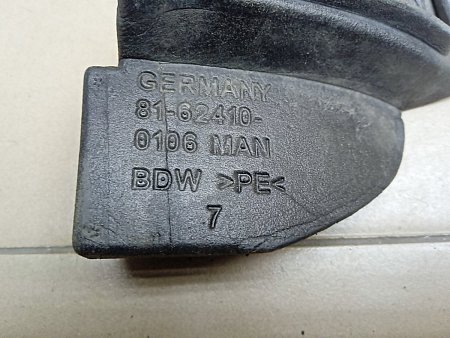 GERMANY
81-62410-
0106 MAN
BDW >PE<
7